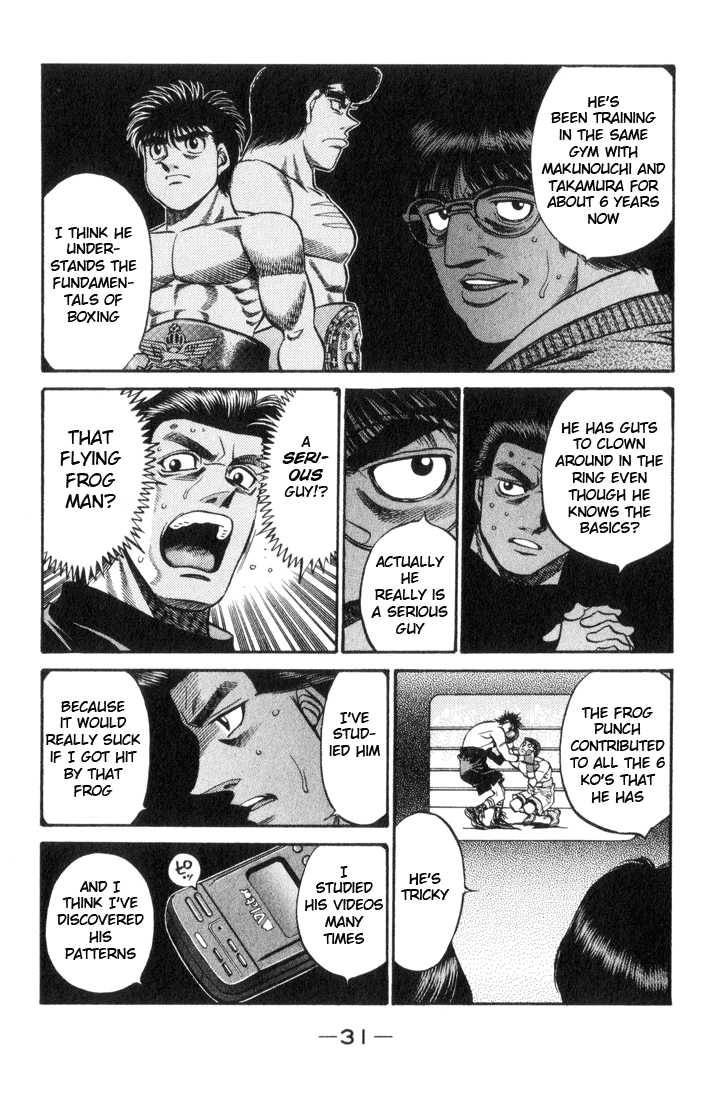 HE'S
BEEN TRAINING
IN THE SAME
GYM WITH
MAKUNOUCHI AND
TAKAMURA FOR
ABOUT 6 YEARS
NOW
I THINK HE
UNDER-
STANDS THE
FUNDAMEN-
TALS OF
BOXING
HE HAS GUTS
TO CLOWN
AROUND IN THE
RING EVEN
THOUGH HE
KNOWS THE
BASICS?
ACTUALLY
HE
REALLY IS
A SERIOUS
GUY
A
SERI-
OUS
GUY!?
THAT
FLYING
FROG
MAN?
THE FROG
PUNCH
CONTRIBUTED
TO ALL THE 6
KO'S THAT
HE HAS
HE'S
TRICKY
I'VE
STUD-
IED HIM
BECAUSE
IT WOULD
REALLY SUCK
IF I GOT HIT
BY THAT
FROG
I
STUDIED
HIS VIDEOS
MANY
TIMES
AND I
THINK I'VE
DISCOVERED
HIS
PATTERNS
—31—